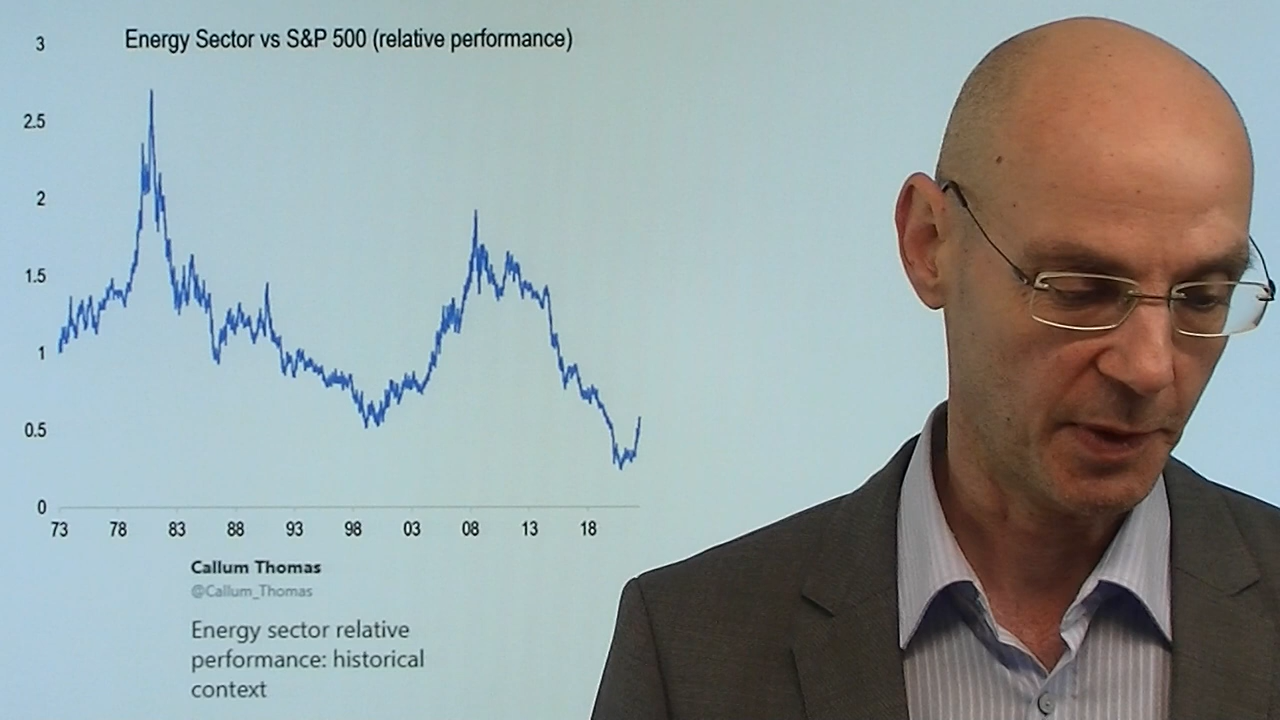 Energy Sector vs S&P 500 (relative performance)
3
2.5
2
1.5
1
0.5
0
73 78 83 88 93 98 03 08 13 18
Callum Thomas
@Callum_Thomas
Energy sector relative
performance: historical
context